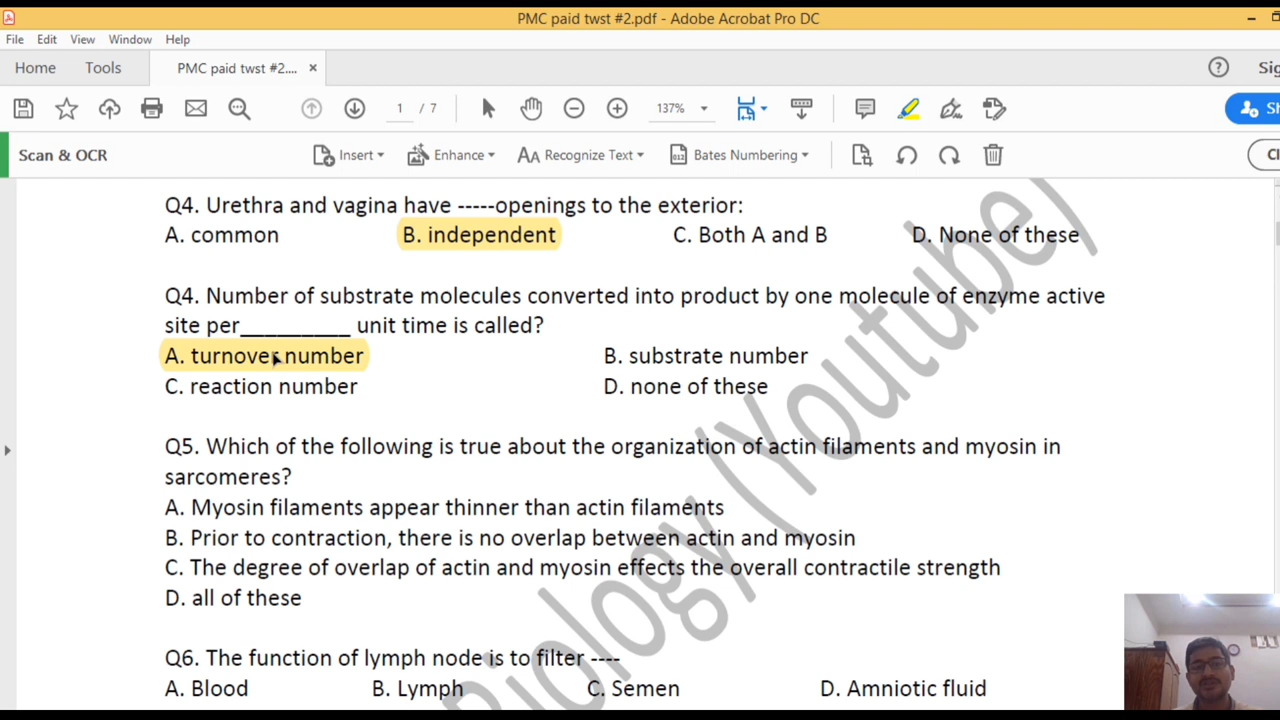 PMC paid twst #2.pdf - Adobe Acrobat Pro DC
File Edit View Window Help
Home Tools PMC paid twst #2.... × ?
1 / 7 137%
Scan & OCR Insert Enhance Recognize Text Bates Numbering
Q4. Urethra and vagina have -----openings to the exterior:
A. common B. independent C. Both A and B D. None of these
Q4. Number of substrate molecules converted into product by one molecule of enzyme active
site per_________ unit time is called?
A. turnover number B. substrate number
C. reaction number D. none of these
Q5. Which of the following is true about the organization of actin filaments and myosin in
sarcomeres?
A. Myosin filaments appear thinner than actin filaments
B. Prior to contraction, there is no overlap between actin and myosin
C. The degree of overlap of actin and myosin effects the overall contractile strength
D. all of these
Q6. The function of lymph node is to filter ----
A. Blood B. Lymph C. Semen D. Amniotic fluid
Biology (Youtube)